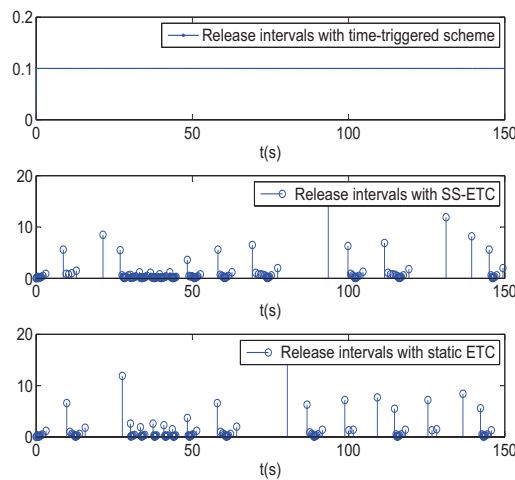 0.2
Release intervals with time-triggered scheme
0.1
0
0 50 100 150
t(s)
20
Release intervals with SS-ETC
10
0
0 50 100 150
t(s)
20
Release intervals with static ETC
10
0
0 50 100 150
t(s)